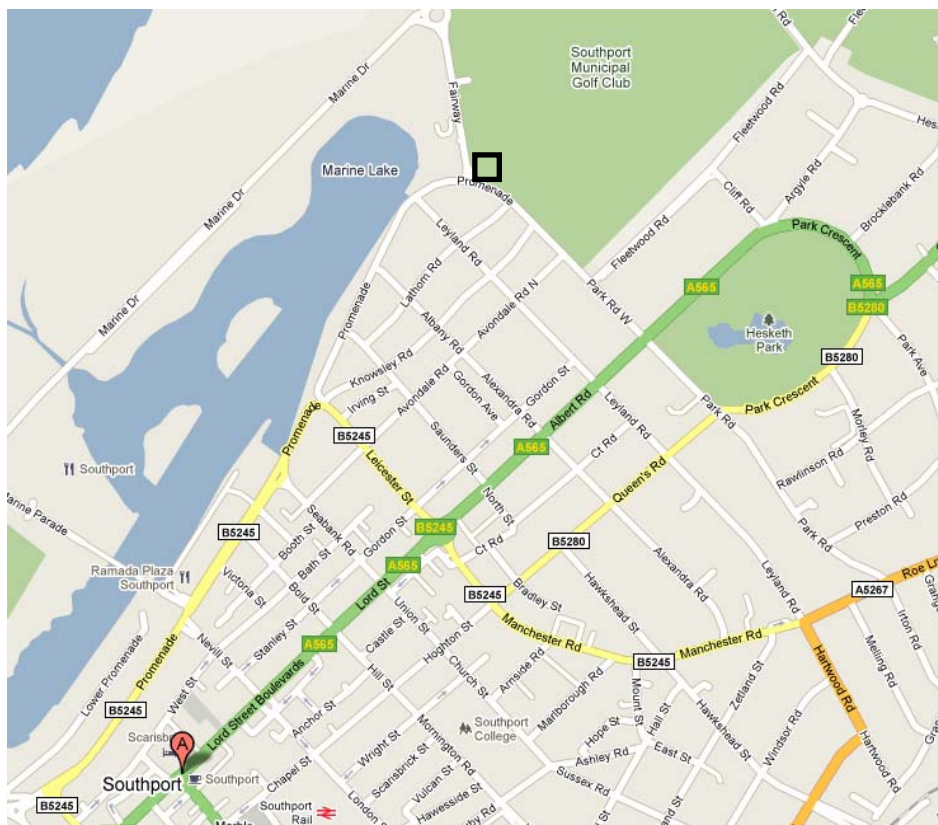 Southport
Municipal
Golf Club
Marine Dr
Fairway
Fleetwood Rd
Marine Lake
Promenade
Argyle Rd
Cliff Rd
Brocklebank Rd
Leyland Rd
Park Crescent
Fleetwood Rd
Marine Dr
Lathom Rd
Avondale Rd N
A565
A565
B5280
Park Rd W
Marine Dr
Promenade
Albany Rd
Hesketh
Park
B5280
Park Ave
Knowsley Rd
Gordon St
Irving St
Avondale Rd
Gordon Ave
Alexandra Rd
Albert Rd
Leyland Rd
Park Rd
Park Crescent
Promenade
B5245
A565
Ct Rd
Morley Rd
Saunders St
Leicester St
Queen's Rd
Rawlinson Rd
Southport
North St
Preston Rd
Marine Parade
B5245
Seabank Rd
Gordon St
B5245
Park Rd
Booth St
Bath St
Ct Rd
B5280
Ramada Plaza
Southport
A565
Alexandra Rd
Leyland Rd
Roe Ln
A5267
Victoria St
Bold St
Lord St
B5245
Bradley St
Hawkshead St
Union St
Irton Rd
Nevill St
Stanley St
A565
Castle St
Hoghton St
Manchester Rd
Manchester Rd
Melling Rd
Lower Promenade
Promenade
B5245
West St
Hill St
Church St
Arnside Rd
Marlborough Rd
Zetland St
Hartwood Rd
B5245
Lord Street Boulevards
Anchor St
Mount St
Hall St
Hawkshead St
Southport
College
Hope St
Windsor Rd
Hartwood Rd
A
Wright St
Mornington Rd
Ashley Rd
East St
Southport
Southport
Chapel St
Scarisbrick St
Vulcan St
Sussex Rd
B5245
Southport
Rail
London St
Hawesside St